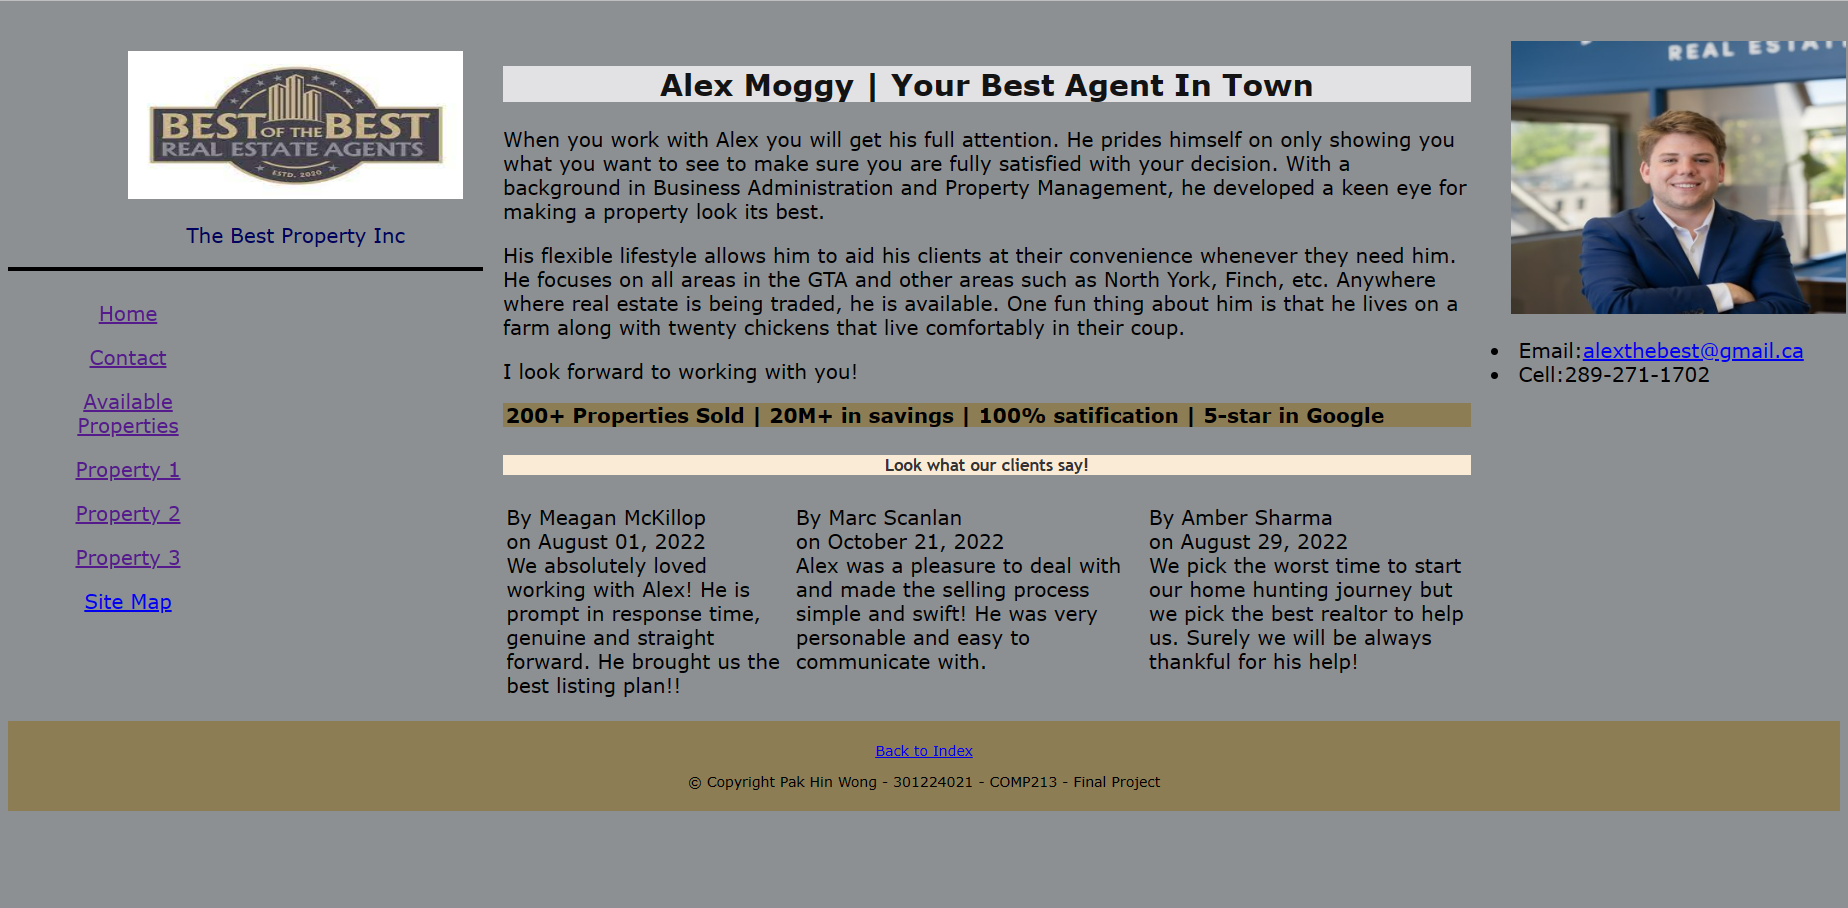 BEST OF THE BEST
REAL ESTATE AGENTS
ESTD. 2020
The Best Property Inc
Home
Contact
Available
Properties
Property 1
Property 2
Property 3
Site Map
Alex Moggy | Your Best Agent In Town
When you work with Alex you will get his full attention. He prides himself on only showing you
what you want to see to make sure you are fully satisfied with your decision. With a
background in Business Administration and Property Management, he developed a keen eye for
making a property look its best.
His flexible lifestyle allows him to aid his clients at their convenience whenever they need him.
He focuses on all areas in the GTA and other areas such as North York, Finch, etc. Anywhere
where real estate is being traded, he is available. One fun thing about him is that he lives on a
farm along with twenty chickens that live comfortably in their coup.
I look forward to working with you!
200+ Properties Sold | 20M+ in savings | 100% satification | 5-star in Google
Look what our clients say!
By Meagan McKillop
on August 01, 2022
We absolutely loved
working with Alex! He is
prompt in response time,
genuine and straight
forward. He brought us the
best listing plan!!
By Marc Scanlan
on October 21, 2022
Alex was a pleasure to deal with
and made the selling process
simple and swift! He was very
personable and easy to
communicate with.
By Amber Sharma
on August 29, 2022
We pick the worst time to start
our home hunting journey but
we pick the best realtor to help
us. Surely we will be always
thankful for his help!
REAL
Email:alexthebest@gmail.ca
Cell:289-271-1702
Back to Index
© Copyright Pak Hin Wong - 301224021 - COMP213 - Final Project